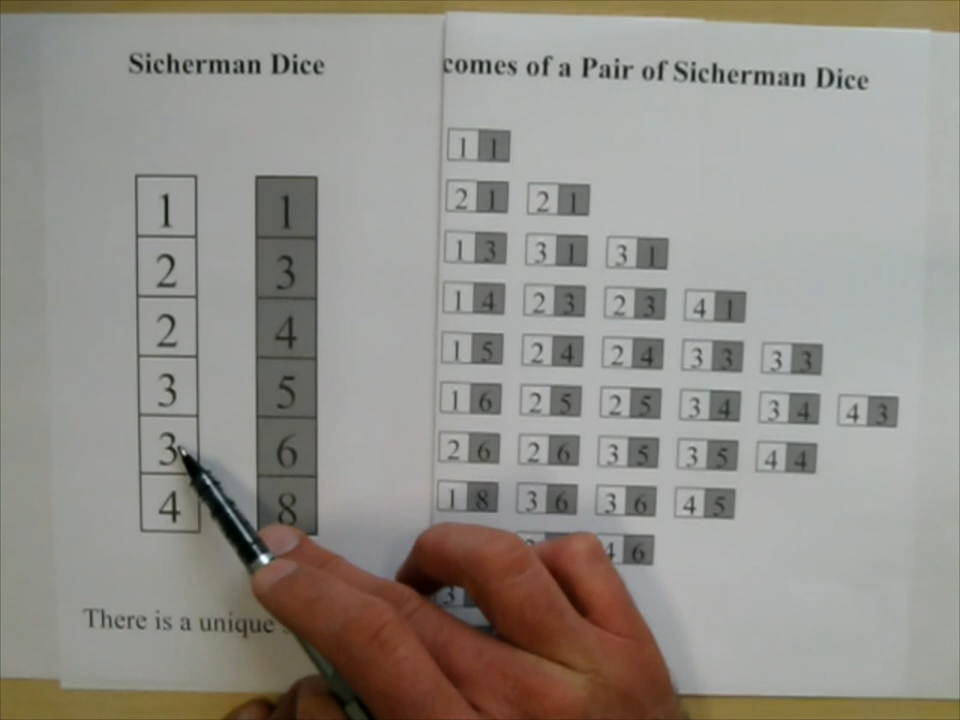 Sicherman Dice
1 1
2 3
2 4
3 5
3 6
4 8
There is a unique
comes of a Pair of Sicherman Dice
1 1
2 1 2 1
1 3 3 1 3 1
1 4 2 3 2 3 4 1
1 5 2 4 2 4 3 3 3 3
1 6 2 5 2 5 3 4 3 4 4 3
2 6 2 6 3 5 3 5 4 4
1 8 3 6 3 6 4 5
4 6
3